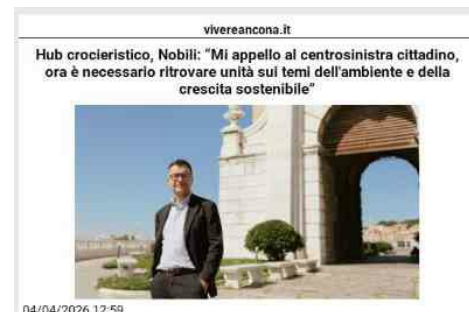 vivereancona.it
Hub crocieristico, Nobili: “Mi appello al centrosinistra cittadino,
ora è necessario ritrovare unità sui temi dell'ambiente e della
crescita sostenibile”
04/04/2026 12:59